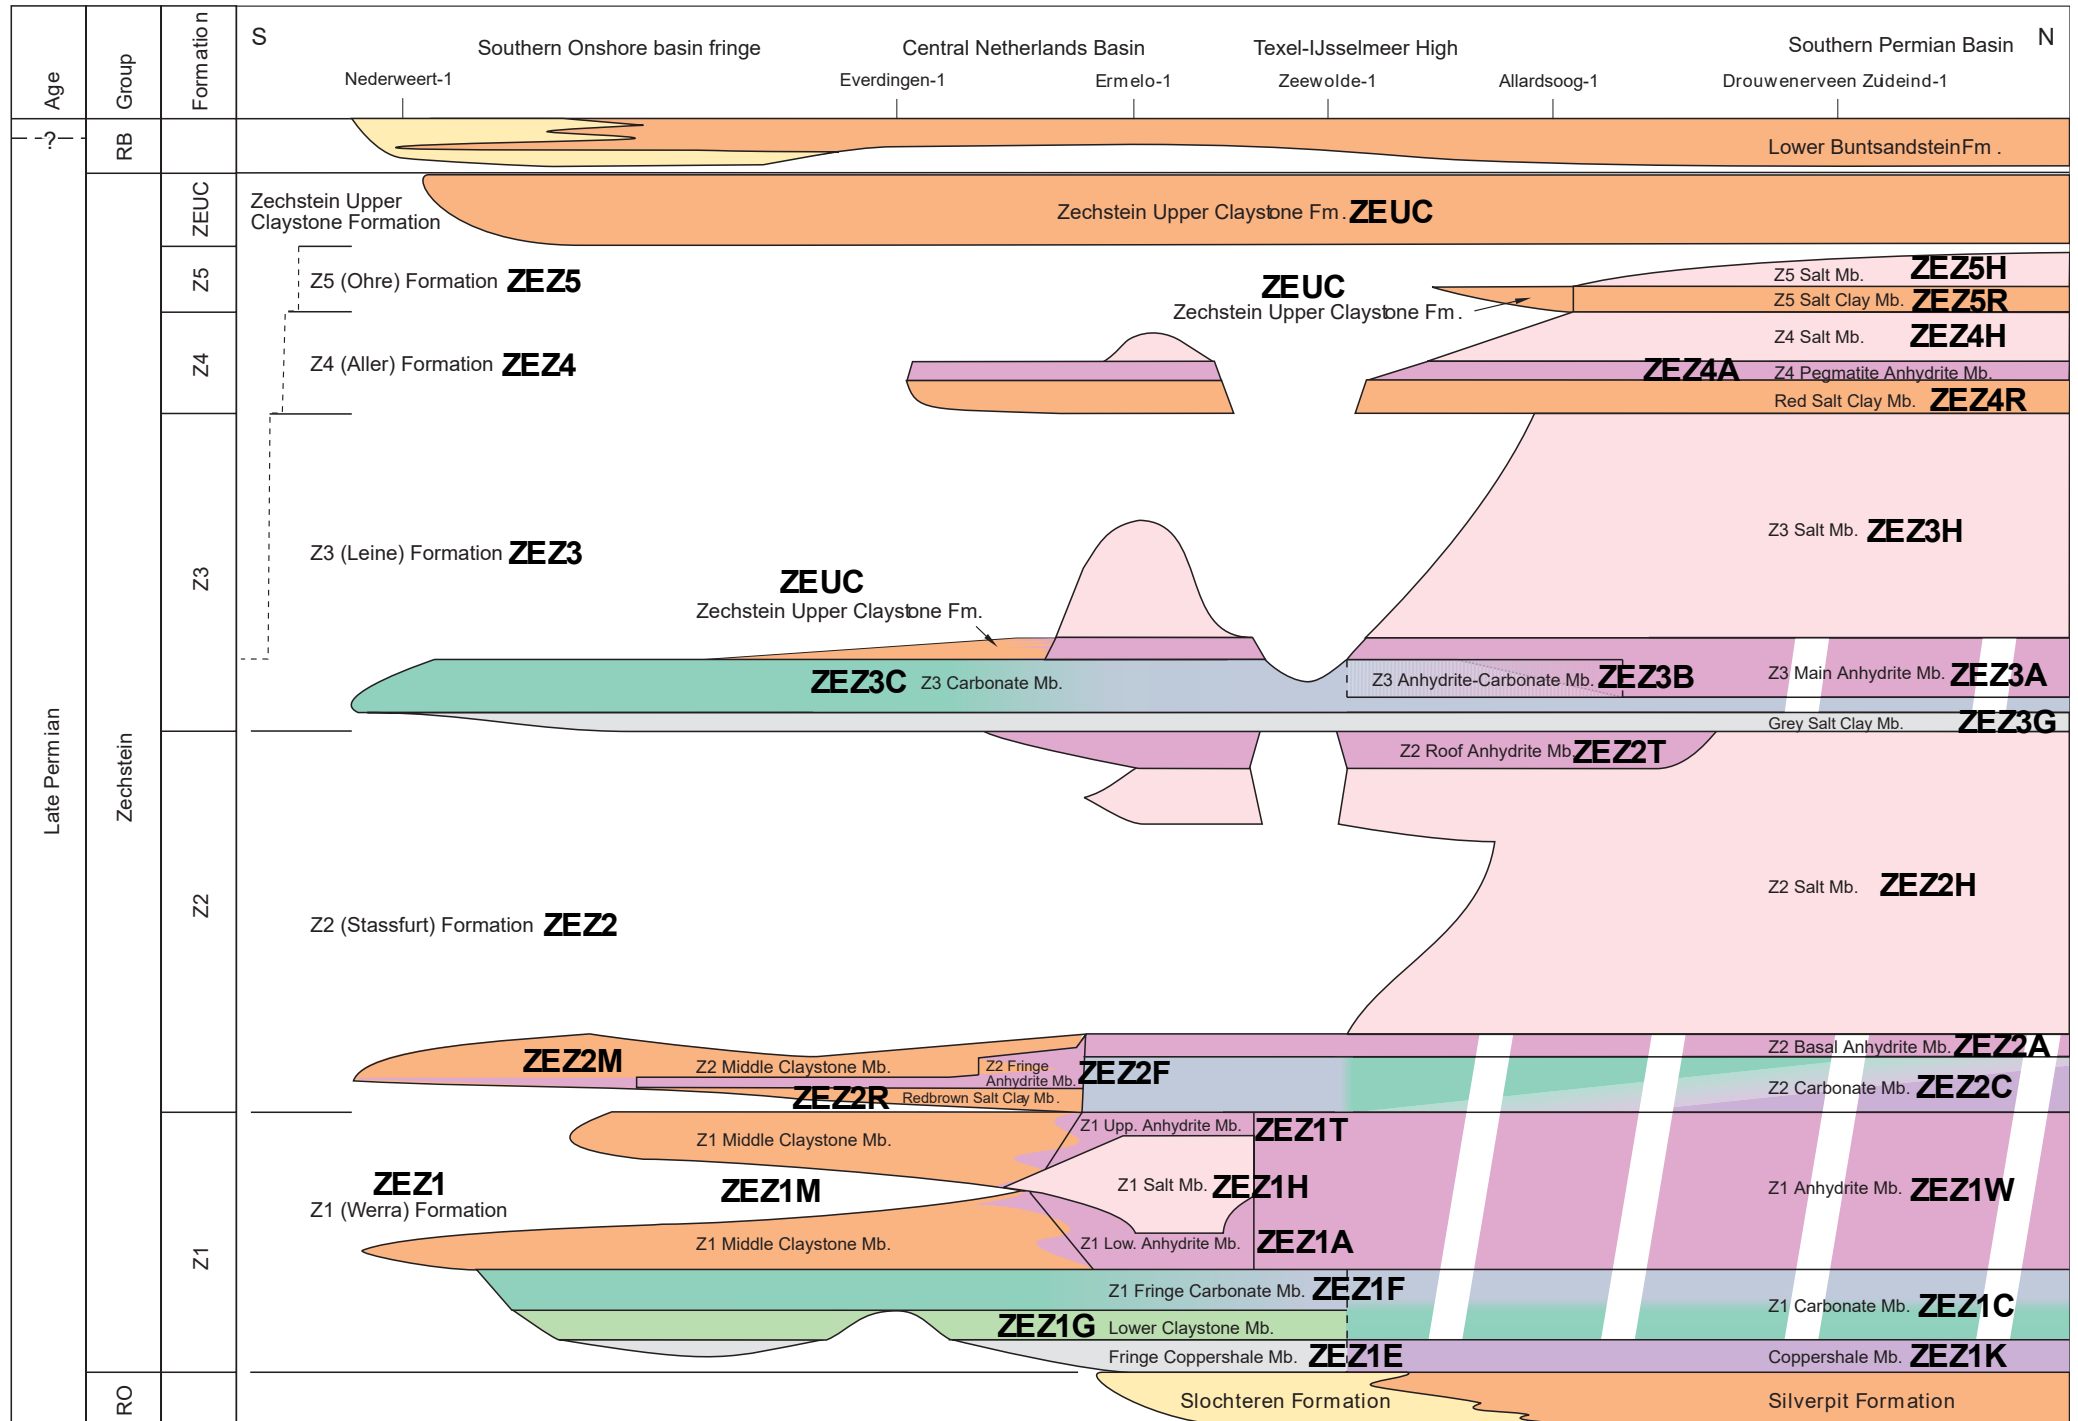 Age
Group
Formation
S
Southern Onshore basin fringe
Central Netherlands Basin
Texel-IJsselmeer High
Southern Permian Basin
N
Nederweert-1
Everdingen-1
Ermelo-1
Zeewolde-1
Allardsoog-1
Drouwenerveen Zuideind-1
-?-
RB
Lower Buntsandstein Fm.
ZEUC
Zechstein Upper
Claystone Formation
Zechstein Upper Claystone Fm. ZEUC
Z5
Z5 (Ohre) Formation ZEZ5
ZEUC
Zechstein Upper Claystone Fm.
Z5 Salt Mb. ZEZ5H
Z5 Salt Clay Mb. ZEZ5R
Z4
Z4 (Aller) Formation ZEZ4
Z4 Salt Mb. ZEZ4H
ZEZ4A Z4 Pegmatite Anhydrite Mb.
Red Salt Clay Mb. ZEZ4R
Z3
Z3 (Leine) Formation ZEZ3
Z3 Salt Mb. ZEZ3H
ZEUC
Zechstein Upper Claystone Fm.
ZEZ3C Z3 Carbonate Mb.
Z3 Anhydrite-Carbonate Mb. ZEZ3B
Z3 Main Anhydrite Mb. ZEZ3A
Grey Salt Clay Mb. ZEZ3G
Late Permian
Zechstein
Z2
Z2 Roof Anhydrite Mb. ZEZ2T
Z2 Salt Mb. ZEZ2H
Z2 (Stassfurt) Formation ZEZ2
ZEZ2M Z2 Middle Claystone Mb.
Z2 Fringe
Anhydrite Mb. ZEZ2F
ZEZ2R Redbrown Salt Clay Mb.
Z2 Basal Anhydrite Mb. ZEZ2A
Z2 Carbonate Mb. ZEZ2C
Z1
Z1 Middle Claystone Mb.
Z1 Upp. Anhydrite Mb. ZEZ1T
ZEZ1
Z1 (Werra) Formation
ZEZ1M
Z1 Salt Mb. ZEZ1H
Z1 Anhydrite Mb. ZEZ1W
Z1 Middle Claystone Mb.
Z1 Low. Anhydrite Mb. ZEZ1A
Z1 Fringe Carbonate Mb. ZEZ1F
Z1 Carbonate Mb. ZEZ1C
ZEZ1G Lower Claystone Mb.
Fringe Coppershale Mb. ZEZ1E
Coppershale Mb. ZEZ1K
RO
Slochteren Formation
Silverpit Formation